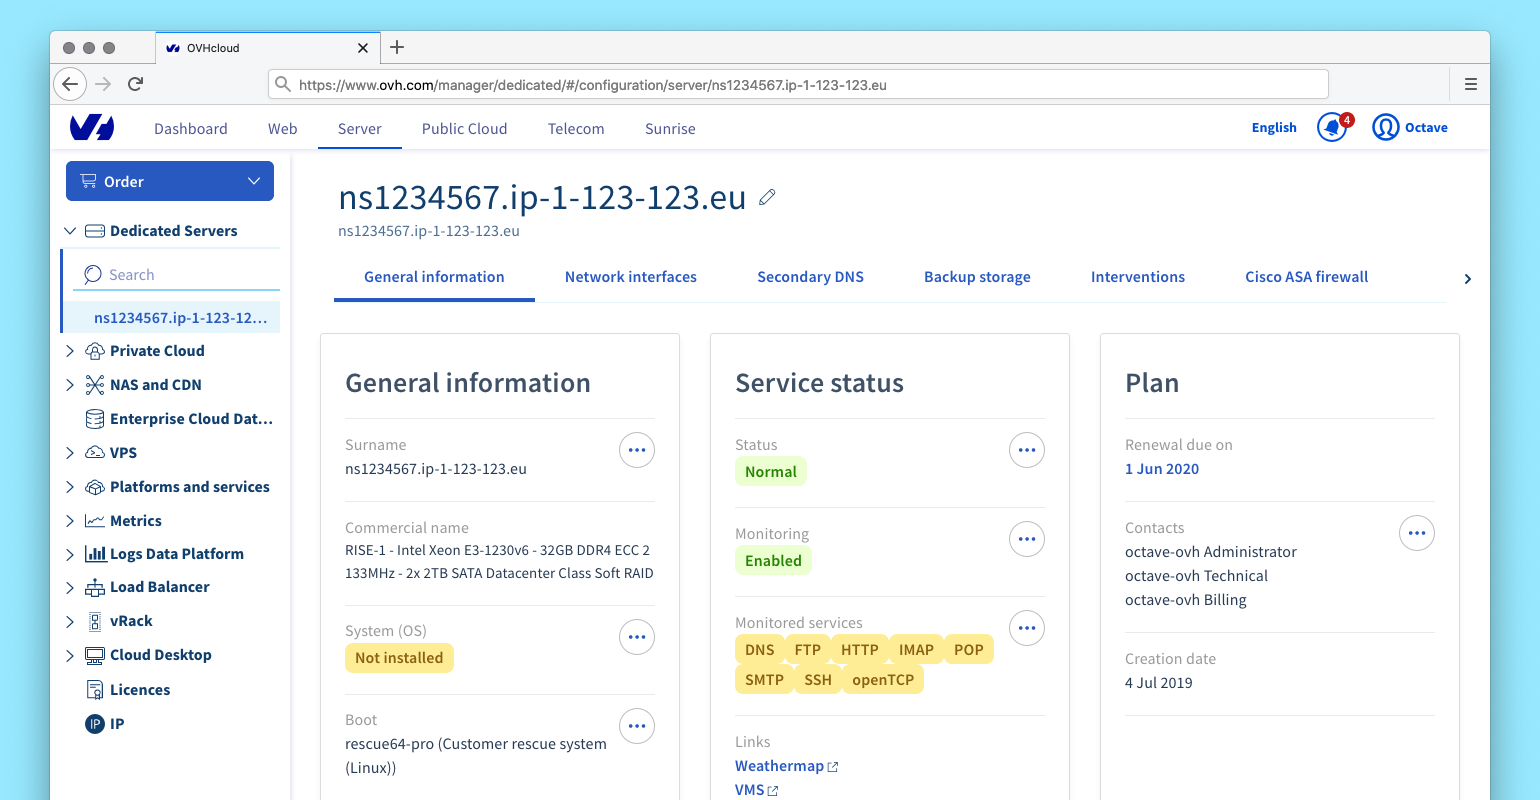 OVHcloud
https://www.ovh.com/manager/dedicated/#/configuration/server/ns1234567.ip-1-123-123.eu
Dashboard Web Server Public Cloud Telecom Sunrise English 4 Octave
Order
Dedicated Servers
Search
ns1234567.ip-1-123-12...
Private Cloud
NAS and CDN
Enterprise Cloud Dat...
VPS
Platforms and services
Metrics
Logs Data Platform
Load Balancer
vRack
Cloud Desktop
Licences
IP IP
ns1234567.ip-1-123-123.eu
ns1234567.ip-1-123-123.eu
General information Network interfaces Secondary DNS Backup storage Interventions Cisco ASA firewall
General information
Surname
ns1234567.ip-1-123-123.eu
Commercial name
RISE-1 - Intel Xeon E3-1230v6 - 32GB DDR4 ECC 2
133MHz - 2x 2TB SATA Datacenter Class Soft RAID
System (OS)
Not installed
Boot
rescue64-pro (Customer rescue system
(Linux))
Service status
Status
Normal
Monitoring
Enabled
Monitored services
DNS FTP HTTP IMAP POP
SMTP SSH openTCP
Links
Weathermap
VMS
Plan
Renewal due on
1 Jun 2020
Contacts
octave-ovh Administrator
octave-ovh Technical
octave-ovh Billing
Creation date
4 Jul 2019